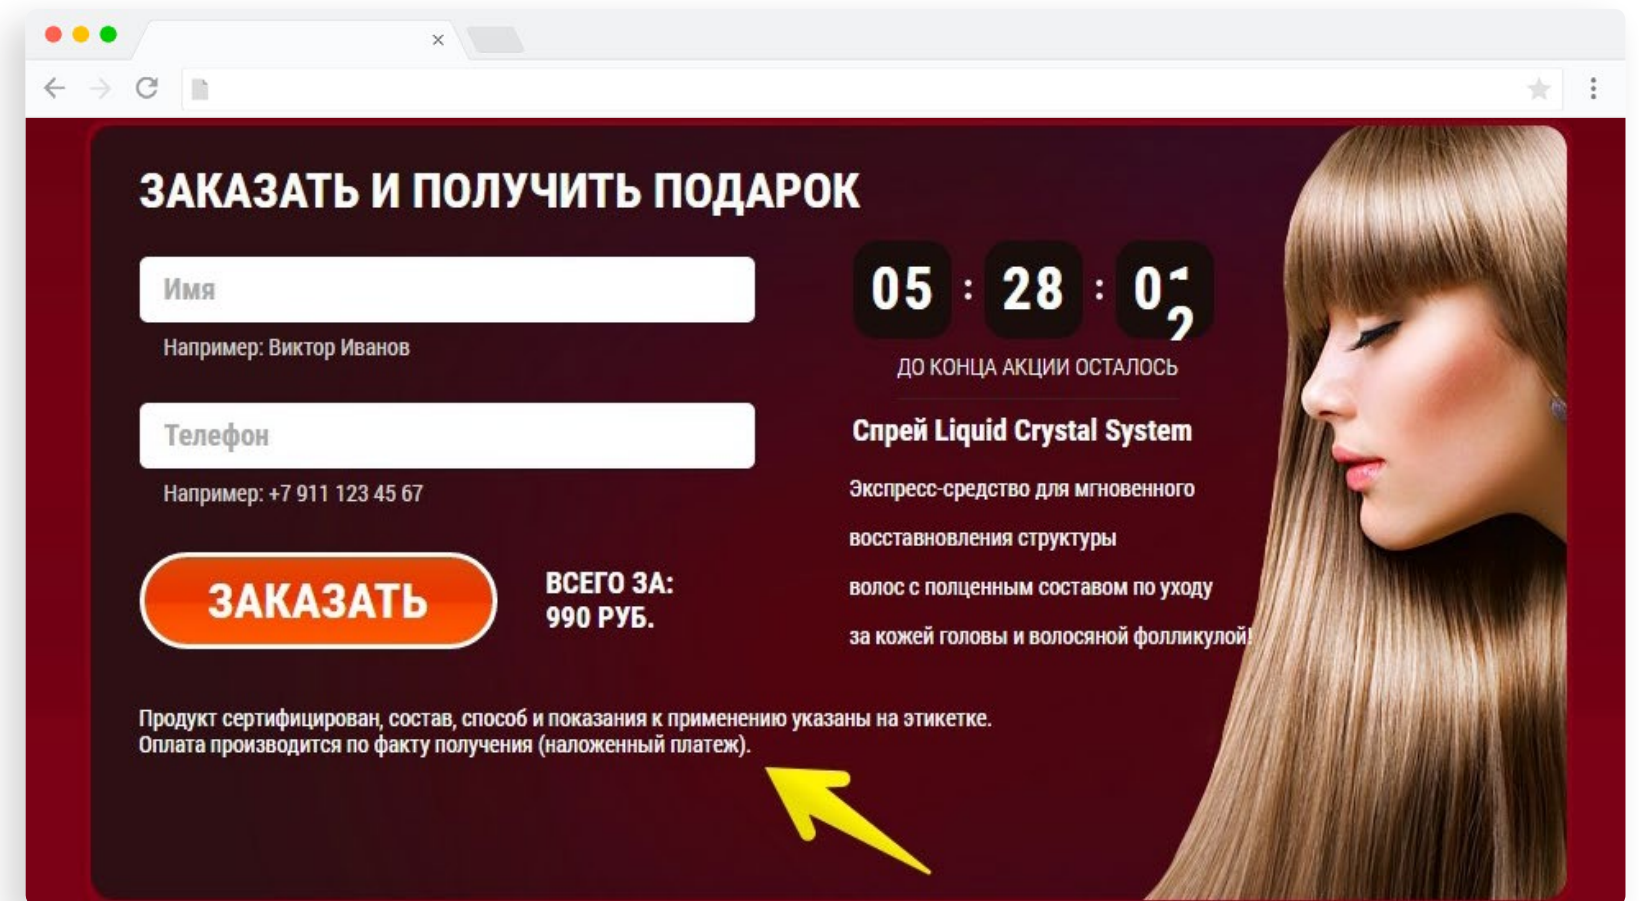 ЗАКАЗАТЬ И ПОЛУЧИТЬ ПОДАРОК
Имя
Например: Виктор Иванов
Телефон
Например: +7 911 123 45 67
ЗАКАЗАТЬ
ВСЕГО ЗА:
990 РУБ.
05 : 28 : 0
ДО КОНЦА АКЦИИ ОСТАЛОСЬ
Спрей Liquid Crystal System
Экспресс-средство для мгновенного
восставновления структуры
волос с полценным составом по уходу
за кожей головы и волосяной фолликулой!
Продукт сертифицирован, состав, способ и показания к применению указаны на этикетке.
Оплата производится по факту получения (наложенный платеж).